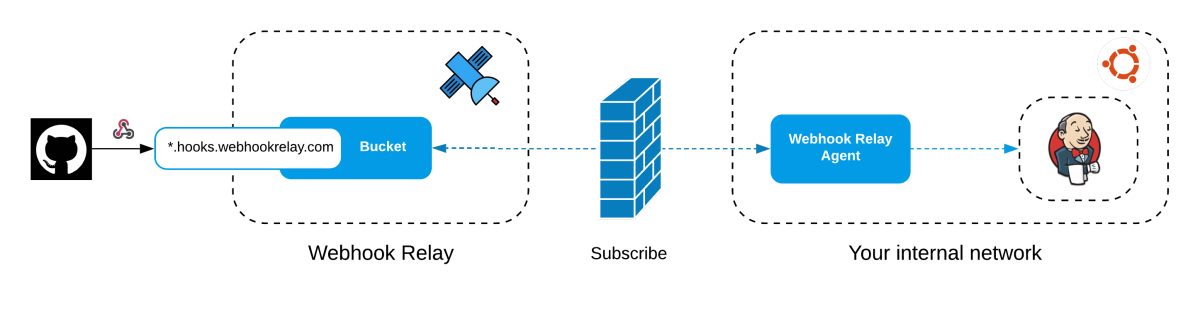 *.hooks.webhookrelay.com
Bucket
Webhook Relay
Agent
Webhook Relay
Subscribe
Your internal network